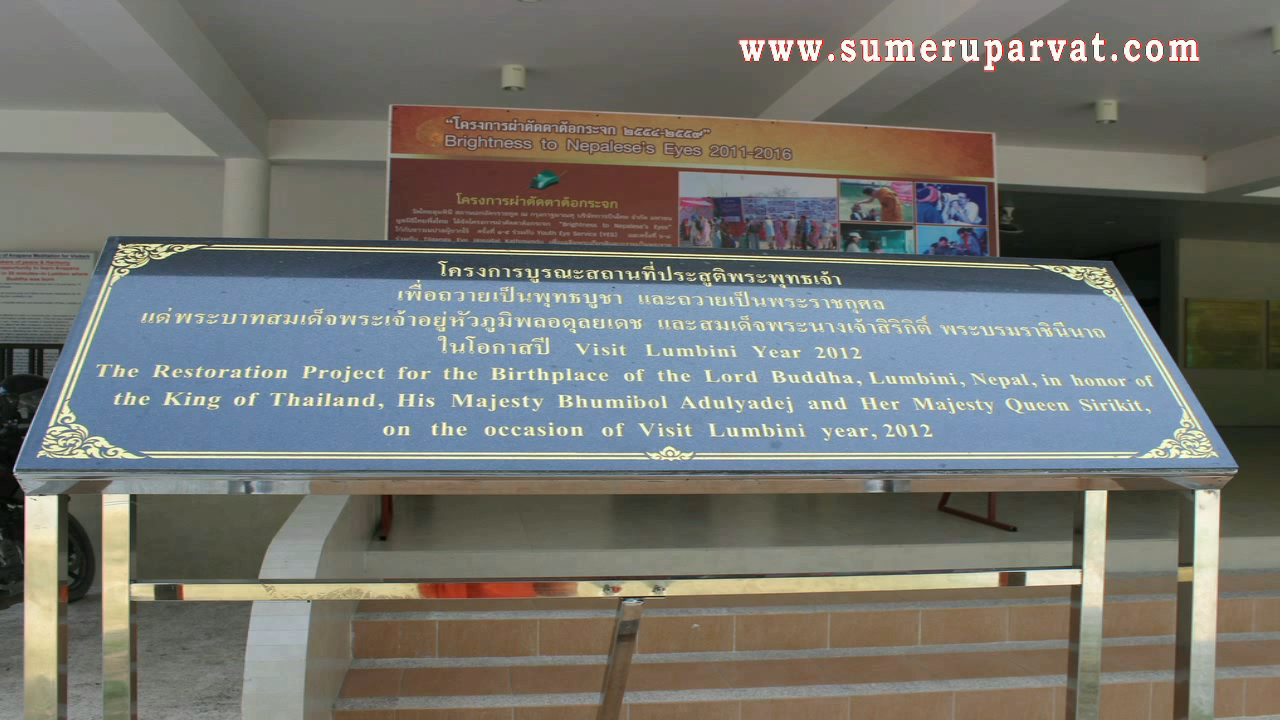 www.sumeruparvat.com
"โครงการผ่าตัดตาต้อกระจก ๒๕๕๔-๒๕๕๙"
Brightness to Nepalese's Eyes 2011-2016
โครงการผ่าตัดตาต้อกระจก
โครงการบูรณะสถานที่ประสูติพระพุทธเจ้า
เพื่อถวายเป็นพุทธบูชา และถวายเป็นพระราชกุศล
แด่พระบาทสมเด็จพระเจ้าอยู่หัวภูมิพลอดุลยเดช และสมเด็จพระนางเจ้าสิริกิติ์ พระบรมราชินีนาถ
ในโอกาสปี Visit Lumbini Year 2012
The Restoration Project for the Birthplace of the Lord Buddha, Lumbini, Nepal, in honor of
the King of Thailand, His Majesty Bhumibol Adulyadej and Her Majesty Queen Sirikit,
on the occasion of Visit Lumbini year, 2012